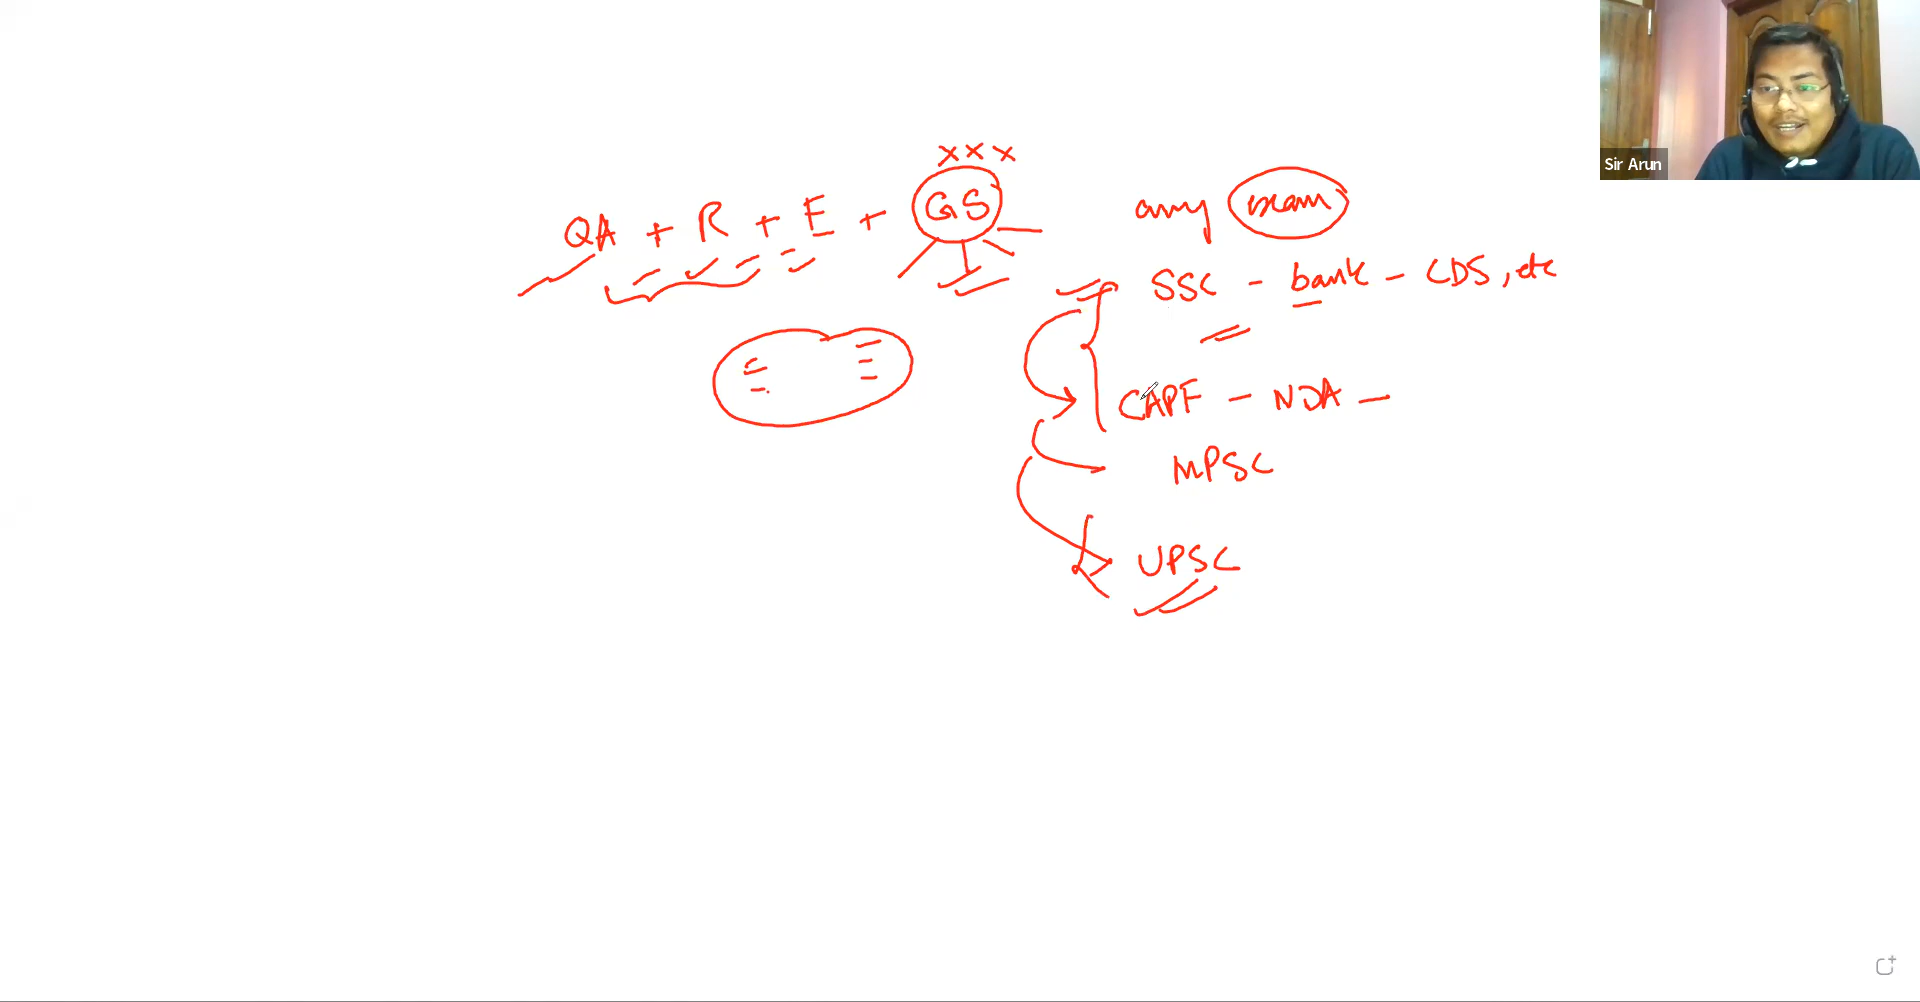 Sir Arun
x x x
QA + R + E + GS
any exam
SSC - bank - CDS, etc
CAPF - NDA -
MPSC
UPSC